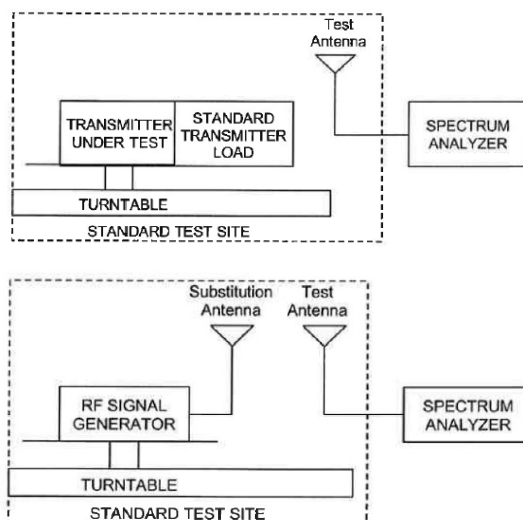 Test
Antenna
TRANSMITTER
UNDER TEST
STANDARD
TRANSMITTER
LOAD
SPECTRUM
ANALYZER
TURNTABLE
STANDARD TEST SITE
Substitution
Antenna
Test
Antenna
RF SIGNAL
GENERATOR
SPECTRUM
ANALYZER
TURNTABLE
STANDARD TEST SITE